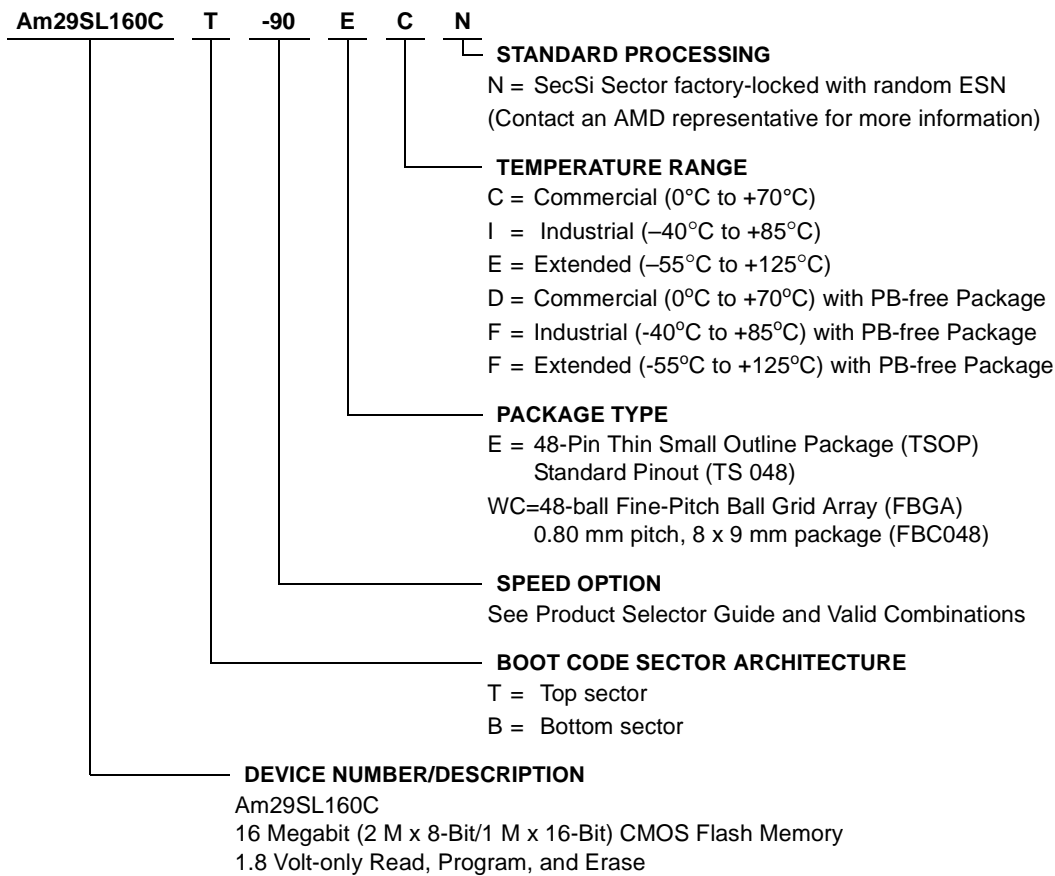 Am29SL160C T -90 E C N
STANDARD PROCESSING
N = SecSi Sector factory-locked with random ESN
(Contact an AMD representative for more information)
TEMPERATURE RANGE
C = Commercial (0°C to +70°C)
I = Industrial (–40°C to +85°C)
E = Extended (–55°C to +125°C)
D = Commercial (0°C to +70°C) with PB-free Package
F = Industrial (-40°C to +85°C) with PB-free Package
F = Extended (-55°C to +125°C) with PB-free Package
PACKAGE TYPE
E = 48-Pin Thin Small Outline Package (TSOP)
Standard Pinout (TS 048)
WC=48-ball Fine-Pitch Ball Grid Array (FBGA)
0.80 mm pitch, 8 x 9 mm package (FBC048)
SPEED OPTION
See Product Selector Guide and Valid Combinations
BOOT CODE SECTOR ARCHITECTURE
T = Top sector
B = Bottom sector
DEVICE NUMBER/DESCRIPTION
Am29SL160C
16 Megabit (2 M x 8-Bit/1 M x 16-Bit) CMOS Flash Memory
1.8 Volt-only Read, Program, and Erase